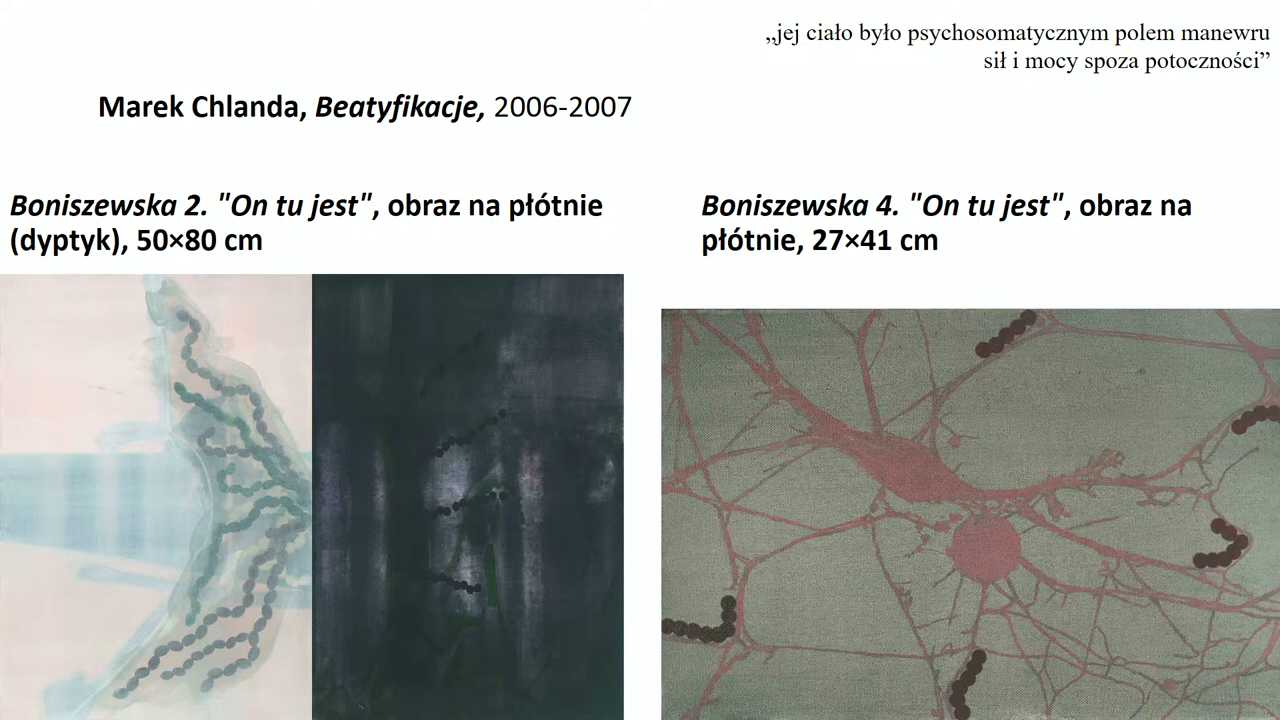 „jej ciało było psychosomatycznym polem manewru
sił i mocy spoza potoczności”
Marek Chlanda, Beatyfikacje, 2006-2007
Boniszewska 2. "On tu jest", obraz na płótnie
(dyptyk), 50×80 cm
Boniszewska 4. "On tu jest", obraz na
płótnie, 27×41 cm